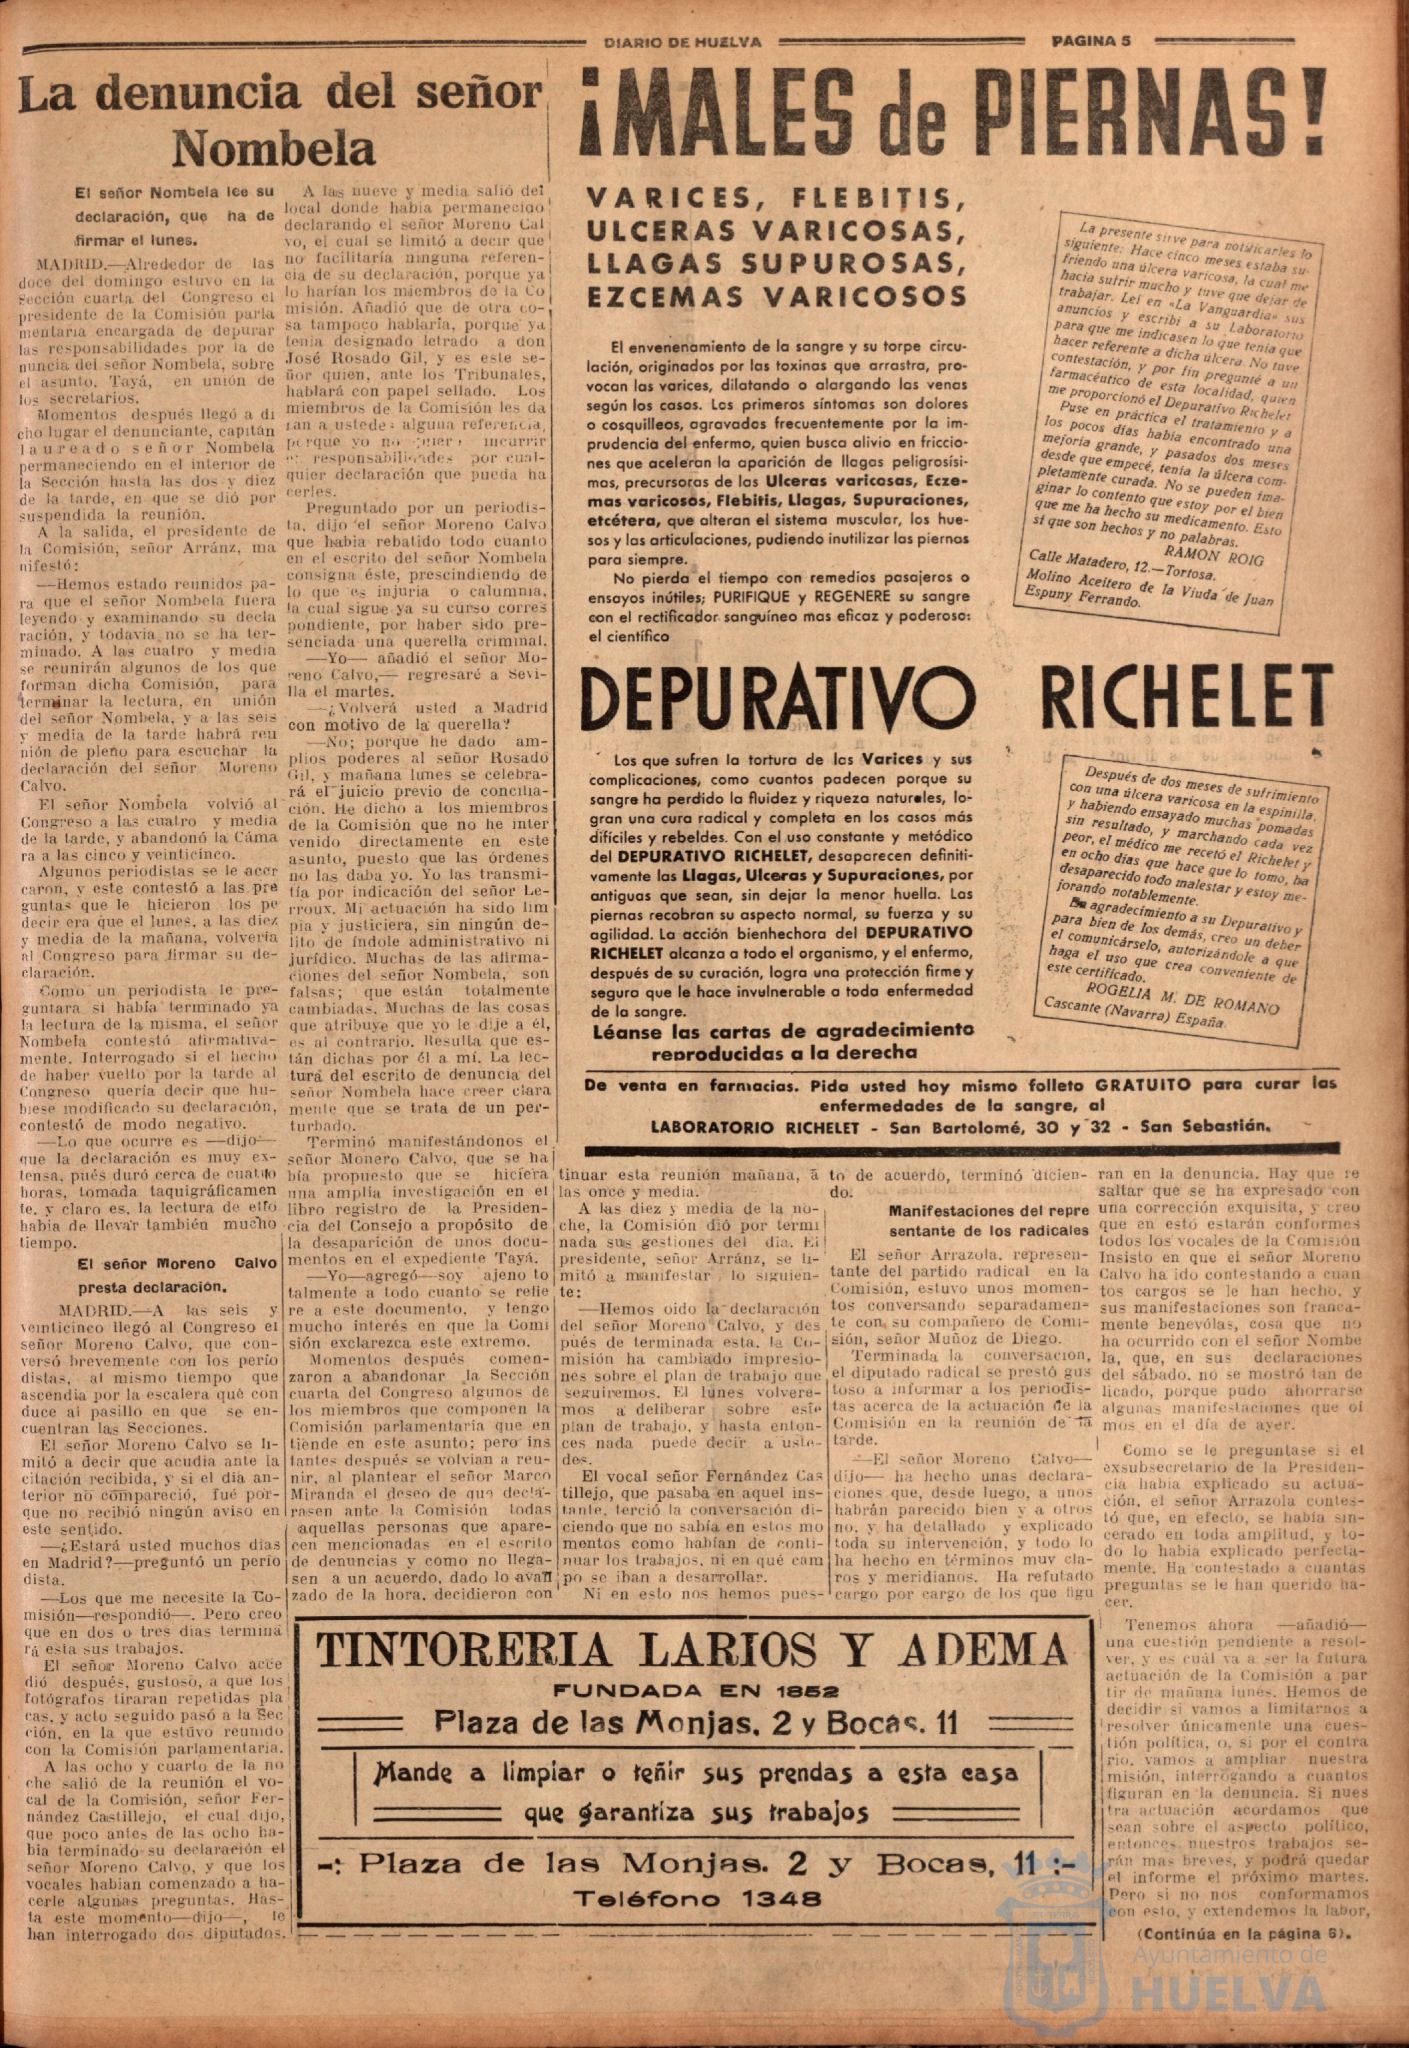 DIARIO DE HUELVA
PAGINA 5
La denuncia del señor
Nombela
El señor Nombela lee su
declaración, que ha de
firmar el lunes.
MADRID.—Alrededor de las
doce del domingo estuvo en la
Sección cuarta del Congreso el
presidente de la Comisión parla
mentaria encargada de depurar
las responsabilidades por la de
nuncia del señor Nombela, sobre
el asunto. Tayá, en unión de
los secretarios.
Momentos después llegó a di
cho lugar el denunciante, capitán
laureado señor Nombela
permaneciendo en el interior de
la Sección hasta las dos y diez
de la tarde, en que se dió por
suspendida la reunión.
A la salida, el presidente de
la Comisión, señor Arránz, ma
nifestó:
—Hemos estado reunidos pa-
ra que el señor Nombela fuera
leyendo y examinando su decla
ración, y todavía no se ha ter-
minado. A las cuatro y media
se reunirán algunos de los que
forman dicha Comisión, para
terminar la lectura, en unión
del señor Nombela, y a las seis
y media de la tarde habrá reu
nión de pleno para escuchar la
declaración del señor Moreno
Calvo.
El señor Nombela volvió al
Congreso a las cuatro y media
de la tarde, y abandonó la Cáma
ra a las cinco y veinticinco.
Algunos periodistas se le acer
caron, y este contestó a las pre
guntas que le hicieron los pe
decir era que el lunes, a las diez
y media de la mañana, volvería
al Congreso para firmar su de-
claración.
Como un periodista le pre-
guntara si había terminado ya
la lectura de la misma, el señor
Nombela contestó afirmativa-
mente. Interrogado si el hecho
de haber vuelto por la tarde al
Congreso quería decir que hu-
biese modificado su declaración,
contestó de modo negativo.
—Lo que ocurre es —dijo—
que la declaración es muy ex-
tensa, pués duró cerca de cuatro
horas, tomada taquigráficamen
te, y claro es, la lectura de ello
había de llevar también mucho
tiempo.
El señor Moreno Calvo
presta declaración.
MADRID.—A las seis y
veinticinco llegó al Congreso el
señor Moreno Calvo, que con-
versó brevemente con los perío
distas, al mismo tiempo que
ascendía por la escalera que con
duce al pasillo en que se en-
cuentran las Secciones.
El señor Moreno Calvo se li-
mitó a decir que acudía ante la
citación recibida, y si el día an-
terior no compareció, fué por-
que no recibió ningún aviso en
este sentido.
—¿Estará usted muchos días
en Madrid?—preguntó un perío
dista.
—Los que me necesite la Co-
misión—respondió—. Pero creo
que en dos o tres días termina
rá esta sus trabajos.
El señor Moreno Calvo acce
dió después, gustoso, a que los
fotógrafos tiraran repetidas pla
cas, y acto seguido pasó a la Sec
ción, en la que estuvo reunido
con la Comisión parlamentaria.
A las ocho y cuarto de la no
che salió de la reunión el vo-
cal de la Comisión, señor Fer-
nández Castillejo, el cual dijo,
que poco antes de las ocho ha-
bía terminado su declaración el
señor Moreno Calvo, y que los
vocales habían comenzado a ha-
cerle algunas preguntas. Has-
ta este momento—dijo—, le
han interrogado dos diputados.
A las nueve y media salió del
local donde había permanecido
declarando el señor Moreno Cal
vo, el cual se limitó a decir que
no facilitaría ninguna referen-
cia de su declaración, porque ya
lo harían los miembros de la Co
misión. Añadió que de otra co-
sa tampoco hablaría, porque ya
tenía designado letrado a don
José Rosado Gil, y es este se-
ñor quien, ante los Tribunales,
hablará con papel sellado. Los
miembros de la Comisión les da
rán a ustedes alguna referencia,
porque yo no quiero incurrir
en responsabilidades por cual-
quier declaración que pueda ha
cerles.
Preguntado por un periodis-
ta, dijo el señor Moreno Calvo
que había rebatido todo cuanto
en el escrito del señor Nombela
consigna éste, prescindiendo de
lo que es injuria o calumnia,
la cual sigue ya su curso corres
pondiente, por haber sido pre-
senciada una querella criminal.
—Yo— añadió el señor Mo-
reno Calvo,— regresaré a Sevi-
lla el martes.
—¿Volverá usted a Madrid
con motivo de la querella?
—No; porque he dado am-
plios poderes al señor Rosado
Gil, y mañana lunes se celebra-
rá el juicio previo de concilia-
ción. He dicho a los miembros
de la Comisión que no he inter
venido directamente en este
asunto, puesto que las órdenes
no las daba yo. Yo las transmi-
tía por indicación del señor Le-
rroux. Mi actuación ha sido lim
pia y justiciera, sin ningún de-
lito de índole administrativo ni
jurídico. Muchas de las afirma-
ciones del señor Nombela, son
falsas; que están totalmente
cambiadas. Muchas de las cosas
que atribuye que yo le dije a él,
es al contrario. Resulta que es-
tán dichas por él a mí. La lec-
tura del escrito de denuncia del
señor Nombela hace creer clara
mente que se trata de un per-
turbado.
Terminó manifestándonos el
señor Monero Calvo, que se ha
bía propuesto que se hiciera
una amplia investigación en el
libro registro de la Presiden-
cia del Consejo a propósito de
la desaparición de unos docu-
mentos en el expediente Tayá.
—Yo—agregó—soy ajeno to
talmente a todo cuanto se relie
re a este documento, y tengo
mucho interés en que la Comi
sión exclarezca este extremo.
Momentos después comen-
zaron a abandonar la Sección
cuarta del Congreso algunos de
los miembros que componen la
Comisión parlamentaria que en
tiende en este asunto; pero ins
tantes después se volvían a reu-
nir, al plantear el señor Marco
Miranda el deseo de que declá-
rasen ante la Comisión todas
aquellas personas que apare-
cen mencionadas en el escrito
de denuncias y como no llega-
sen a un acuerdo, dado lo avan
zado de la hora, decidieron con
tinuar esta reunión mañana, a
las once y media.
A las diez y media de la no-
che, la Comisión dió por termi
nada sus gestiones del día. El
presidente, señor Arránz, se li-
mitó a manifestar lo siguien-
te:
—Hemos oído la declaración
del señor Moreno Calvo, y des
pués de terminada esta, la Co-
misión ha cambiado impresio-
nes sobre el plan de trabajo que
seguiremos. El lunes volvere-
mos a deliberar sobre este
plan de trabajo, y hasta enton-
ces nada puede decir a uste-
des.
El vocal señor Fernández Cas
tillejo, que pasaba en aquel ins-
tante, terció la conversación di-
ciendo que no sabía en estos mo
mentos como habían de conti-
nuar los trabajos, ni en qué cam
po se iban a desarrollar.
Ni en esto nos hemos pues-
to de acuerdo, terminó dicien-
do.
Manifestaciones del repre
sentante de los radicales
El señor Arrazola, represen-
tante del partido radical en la
Comisión, estuvo unos momen-
tos conversando separadamen-
te con su compañero de Comi-
sión, señor Muñoz de Diego.
Terminada la conversación,
el diputado radical se prestó gus
toso a informar a los periodis-
tas acerca de la actuación de la
Comisión en la reunión de la
tarde.
—El señor Moreno Calvo—
dijo— ha hecho unas declara-
ciones que, desde luego, a unos
habrán parecido bien y a otros
no, y ha detallado y explicado
toda su intervención, y todo lo
ha hecho en términos muy cla-
ros y meridianos. Ha refutado
cargo por cargo de los que figu
ran en la denuncia. Hay que re
saltar que se ha expresado con
una corrección exquisita, y creo
que en esto estarán conformes
todos los vocales de la Comisión
Insisto en que el señor Moreno
Calvo ha ido contestando a cuan
tos cargos se le han hecho, y
sus manifestaciones son franca-
mente benevólas, cosa que no
ha ocurrido con el señor Nombe
la, que, en sus declaraciones
del sábado, no se mostró tan de
licado, porque pudo ahorrarse
algunas manifestaciones que oí
mos en el día de ayer.
Como se le preguntase si el
exsubsecretario de la Presiden-
cia había explicado su actua-
ción, el señor Arrazola contes-
tó que, en efecto, se había sin-
cerado en toda amplitud, y to-
do lo había explicado perfecta-
mente. Ha contestado a cuantas
preguntas se le han querido ha-
cer.
Tenemos ahora —añadió—
una cuestión pendiente a resol-
ver, y es cuál va a ser la futura
actuación de la Comisión a par
tir de mañana lunes. Hemos de
decidir si vamos a limitarnos a
resolver únicamente una cues-
tión política, o, si por el contra
rio, vamos a ampliar nuestra
misión, interrogando a cuantos
figuran en la denuncia. Si nues
tra actuación acordamos que
sean sobre el aspecto político,
entonces nuestros trabajos se-
rán mas breves, y podrá quedar
el informe el próximo martes.
Pero si no nos conformamos
con esto, y extendemos la labor,
(Continúa en la página 6).
¡MALES de PIERNAS!
VARICES, FLEBITIS,
ULCERAS VARICOSAS,
LLAGAS SUPUROSAS,
EZCEMAS VARICOSOS
El envenenamiento de la sangre y su torpe circu-
lación, originados por las toxinas que arrastra, pro-
vocan las varices, dilatando o alargando las venas
según los casos. Los primeros síntomas son dolores
o cosquilleos, agravados frecuentemente por la im-
prudencia del enfermo, quien busca alivio en friccio-
nes que aceleran la aparición de llagas peligrosísi-
mas, precursoras de las Ulceras varicosas, Ecze-
mas varicosos, Flebitis, Llagas, Supuraciones,
etcétera, que alteran el sistema muscular, los hue-
sos y las articulaciones, pudiendo inutilizar las piernas
para siempre.
No pierda el tiempo con remedios pasajeros o
ensayos inútiles; PURIFIQUE y REGENERE su sangre
con el rectificador sanguíneo mas eficaz y poderoso:
el científico
La presente sirve para notificarles lo
siguiente: Hace cinco meses estaba su-
friendo una úlcera varicosa, la cual me
hacia sufrir mucho y tuve que dejar de
trabajar. Leí en «La Vanguardia» sus
anuncios y escribí a su Laboratorio
para que me indicasen lo que tenía que
hacer referente a dicha úlcera. No tuve
contestación, y por fin pregunté a un
farmacéutico de esta localidad, quien
me proporcionó el Depurativo Richelet
Puse en práctica el tratamiento y a
los pocos días había encontrado una
mejoría grande, y pasados dos meses
desde que empecé, tenía la úlcera com-
pletamente curada. No se pueden ima-
ginar lo contento que estoy por el bien
que me ha hecho su medicamento. Esto
sí que son hechos y no palabras.
RAMON ROIG
Calle Matadero, 12.—Tortosa.
Molino Aceitero de la Viuda de Juan
Espuny Ferrando.
DEPURATIVO RICHELET
Los que sufren la tortura de las Varices y sus
complicaciones, como cuantos padecen porque su
sangre ha perdido la fluidez y riqueza naturales, lo-
gran una cura radical y completa en los casos más
difíciles y rebeldes. Con el uso constante y metódico
del DEPURATIVO RICHELET, desaparecen definiti-
vamente las Llagas, Ulceras y Supuraciones, por
antiguas que sean, sin dejar la menor huella. Las
piernas recobran su aspecto normal, su fuerza y su
agilidad. La acción bienhechora del DEPURATIVO
RICHELET alcanza a todo el organismo, y el enfermo,
después de su curación, logra una protección firme y
segura que le hace invulnerable a toda enfermedad
de la sangre.
Léanse las cartas de agradecimiento
reproducidas a la derecha
Después de dos meses de sufrimiento
con una úlcera varicosa en la espinilla,
y habiendo ensayado muchas pomadas
sin resultado, y marchando cada vez
peor, el médico me recetó el Richelet y
en ocho días que hace que lo tomo, ha
desaparecido todo malestar y estoy me-
jorando notablemente.
En agradecimiento a su Depurativo y
para bien de los demás, creo un deber
el comunicárselo, autorizándole a que
haga el uso que crea conveniente de
este certificado.
ROGELIA M. DE ROMANO
Cascante (Navarra) España.
De venta en farmacias. Pida usted hoy mismo folleto GRATUITO para curar las
enfermedades de la sangre, al
LABORATORIO RICHELET - San Bartolomé, 30 y 32 - San Sebastián.
TINTORERIA LARIOS Y ADEMA
FUNDADA EN 1852
Plaza de las Monjas, 2 y Bocas, 11
Mande a limpiar o teñir sus prendas a esta casa
que garantiza sus trabajos
-: Plaza de las Monjas, 2 y Bocas, 11 :-
Teléfono 1348
Ayuntamiento de
HUELVA